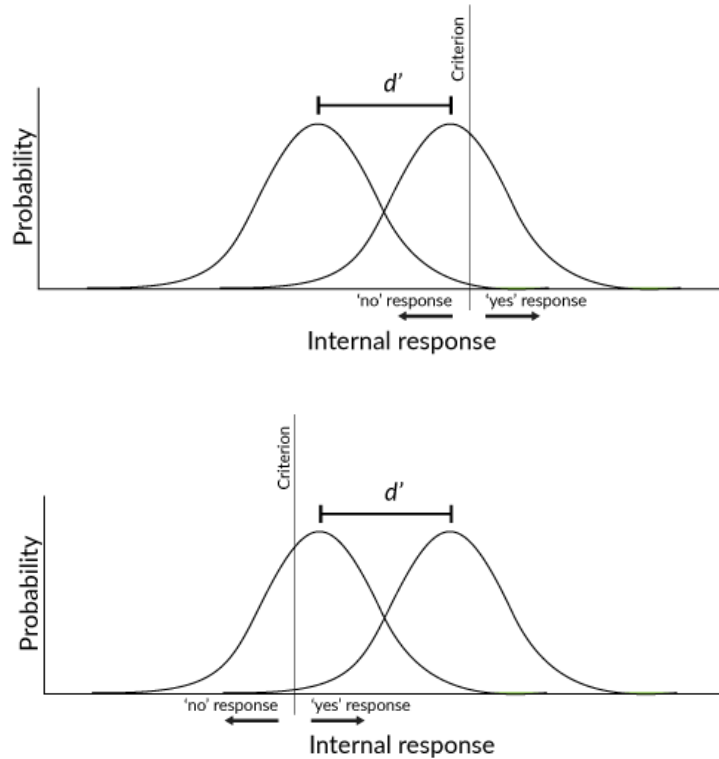 Criterion
d’
Probability
‘no’ response
‘yes’ response
Internal response
Criterion
d’
Probability
‘no’ response
‘yes’ response
Internal response